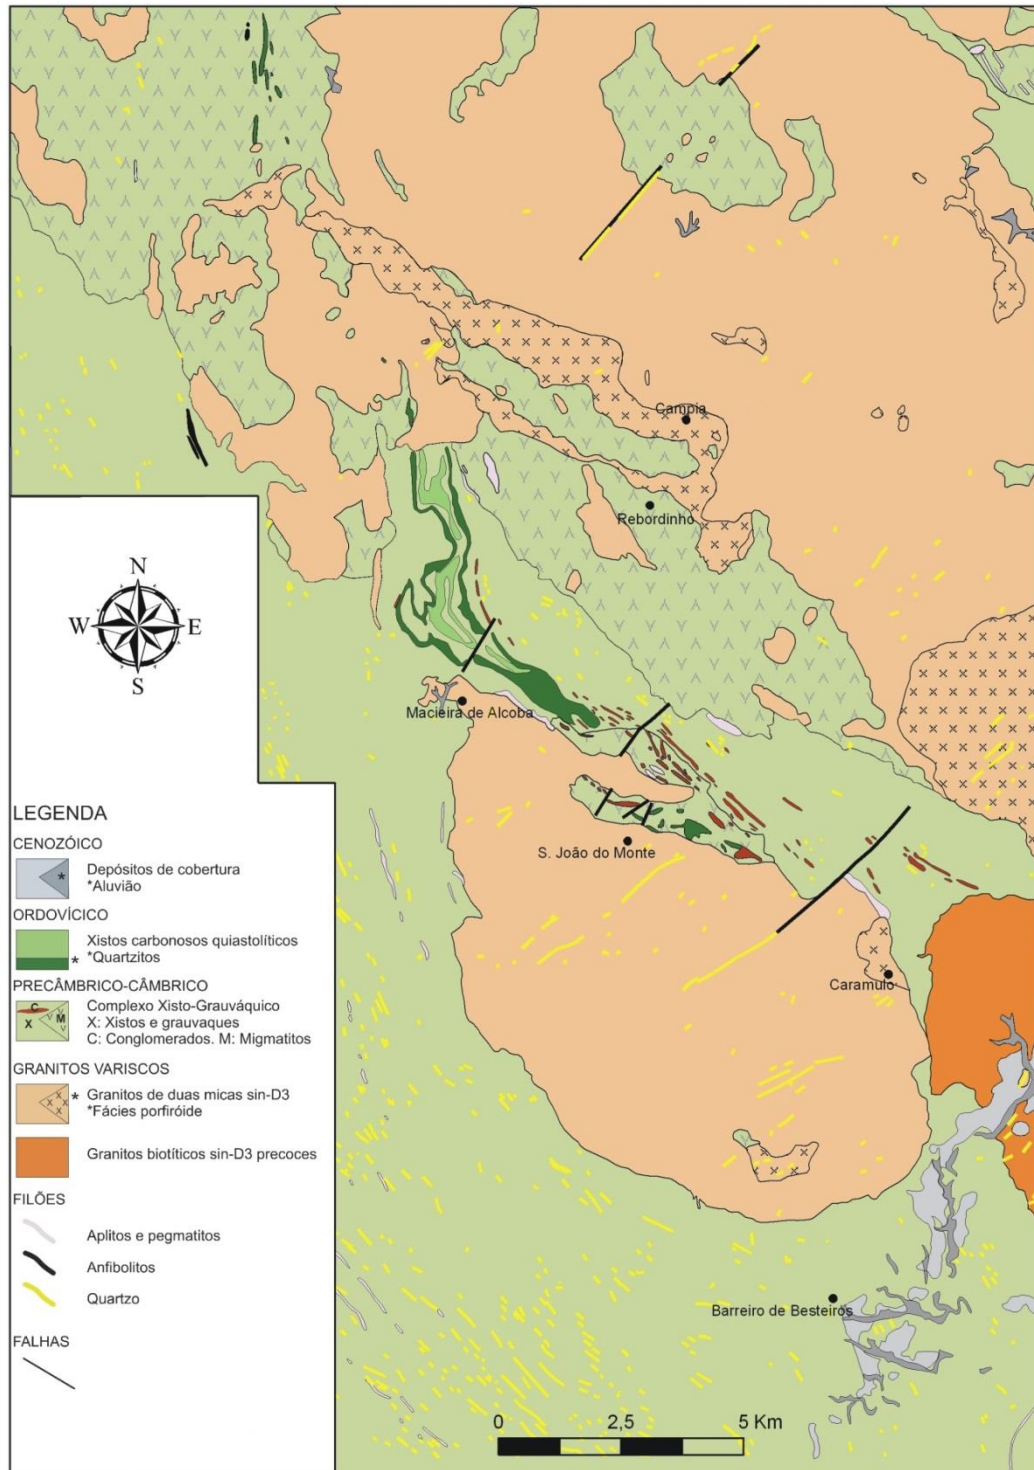 Campia
Rebordinho
N
W E
S
Macieira de Alcoba
S. João do Monte
Caramulo
Barreiro de Besteiros
LEGENDA
CENOZÓICO
* Depósitos de cobertura
*Aluvião
ORDOVÍCICO
Xistos carbonosos quiastolíticos
* *Quartzitos
PRECÂMBRICO-CÂMBRICO
C Complexo Xisto-Grauváquico
X M X: Xistos e grauvaques
C: Conglomerados. M: Migmatitos
GRANITOS VARISCOS
* Granitos de duas micas sin-D3
*Fácies porfiróide
Granitos biotíticos sin-D3 precoces
FILÕES
Aplitos e pegmatitos
Anfibolitos
Quartzo
FALHAS
0 2,5 5 Km